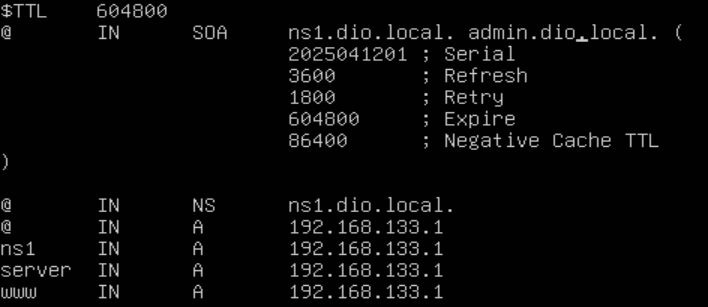 $TTL 604800
@ IN SOA ns1.dio.local. admin.dio.local. (
2025041201 ; Serial
3600 ; Refresh
1800 ; Retry
604800 ; Expire
86400 ; Negative Cache TTL
)
@ IN NS ns1.dio.local.
@ IN A 192.168.133.1
ns1 IN A 192.168.133.1
server IN A 192.168.133.1
www IN A 192.168.133.1